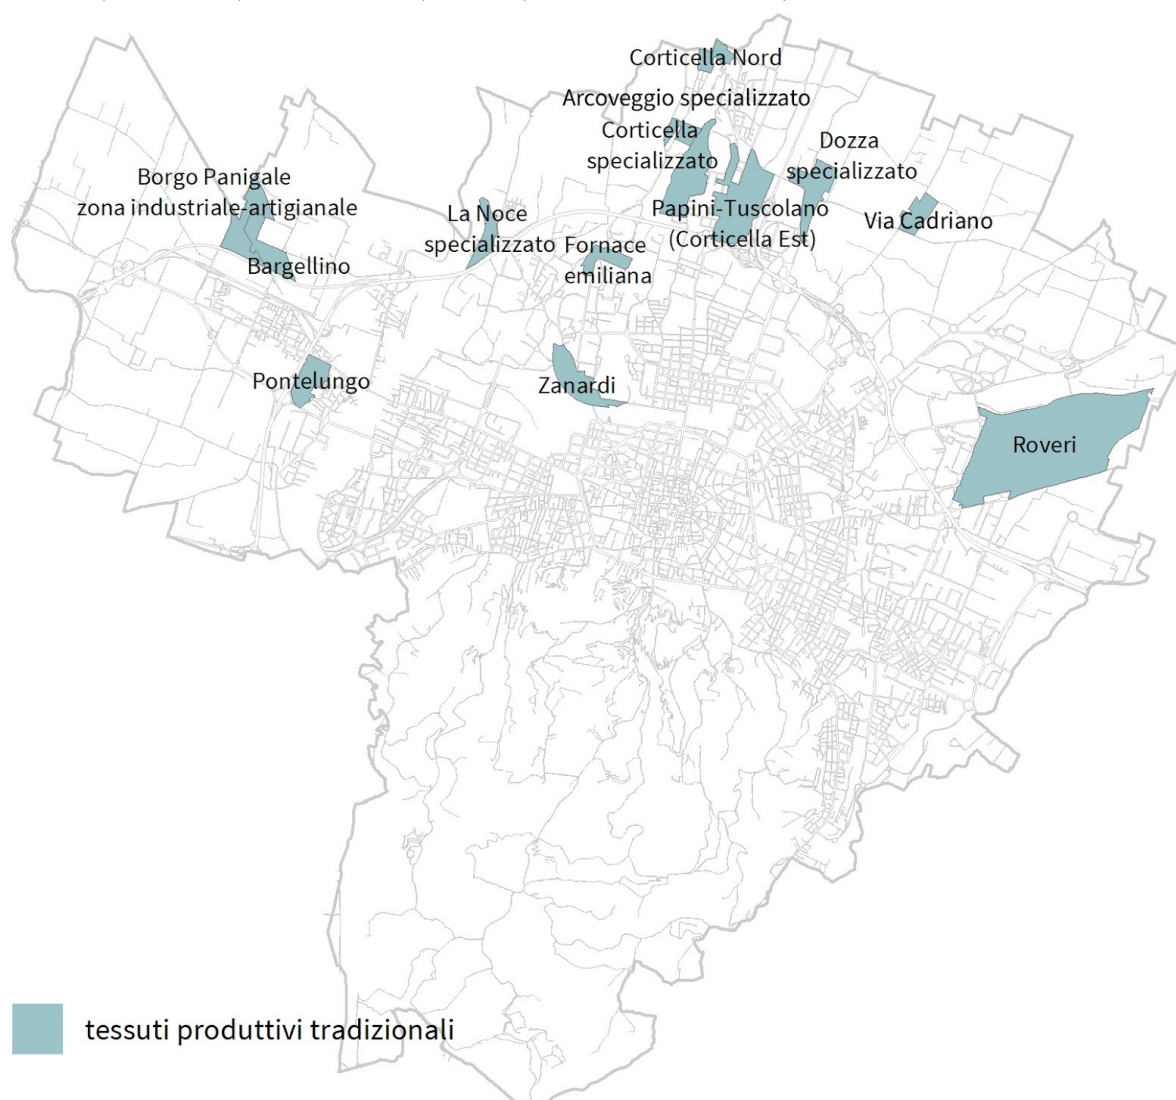 Corticella Nord
Arcoveggio specializzato
Corticella
specializzato
Dozza
specializzato
Borgo Panigale
zona industriale-artigianale
La Noce
specializzato
Papini-Tuscolano
(Corticella Est)
Via Cadriano
Fornace
emiliana
Bargellino
Pontelungo
Zanardi
Roveri
tessuti produttivi tradizionali